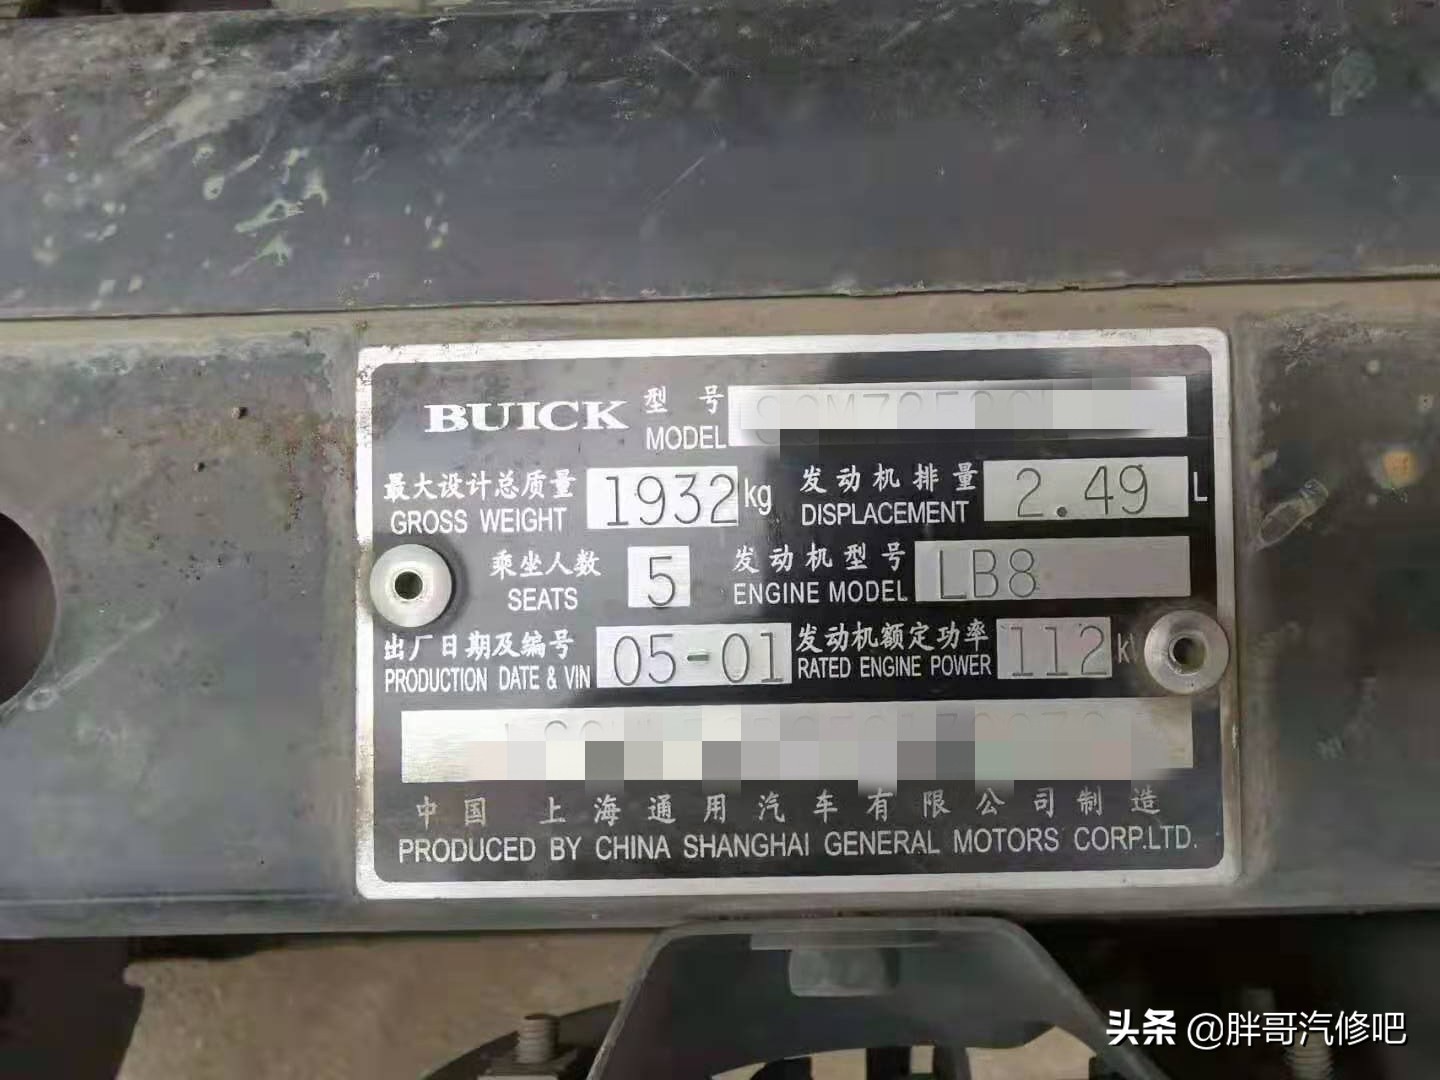 BUICK 型号
MODEL
最大设计总质量 1932 kg 发动机排量 2.49 L
GROSS WEIGHT DISPLACEMENT
乘坐人数 5 发动机型号 LB8
SEATS ENGINE MODEL
出厂日期及编号 05-01 发动机额定功率 112
PRODUCTION DATE & VIN RATED ENGINE POWER
中国 上海通用汽车有限公司制造
PRODUCED BY CHINA SHANGHAI GENERAL MOTORS CORP.LTD.
头条 @胖哥汽修吧